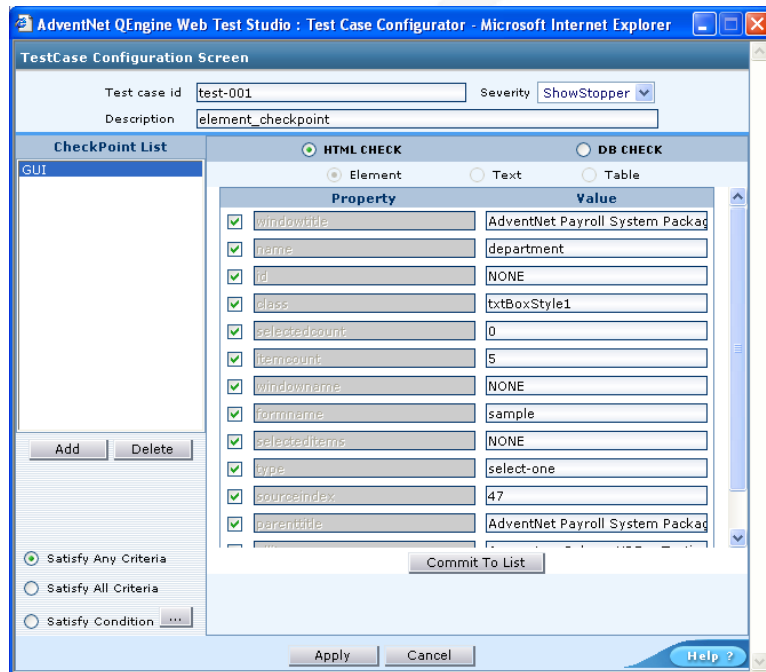 AdventNet QEngine Web Test Studio : Test Case Configurator - Microsoft Internet Explorer
TestCase Configuration Screen
Test case id test-001 Severity ShowStopper
Description element_checkpoint
CheckPoint List HTML CHECK DB CHECK
GUI Element Text Table
Property Value
windowtitle AdventNet Payroll System Packag
name department
id NONE
class txtBoxStyle1
selectedcount 0
itemcount 5
windowname NONE
formname sample
selecteditems NONE
Add Delete
type select-one
sourceindex 47
parenttitle AdventNet Payroll System Packag
Satisfy Any Criteria
Commit To List
Satisfy All Criteria
Satisfy Condition ...
Apply Cancel Help ?